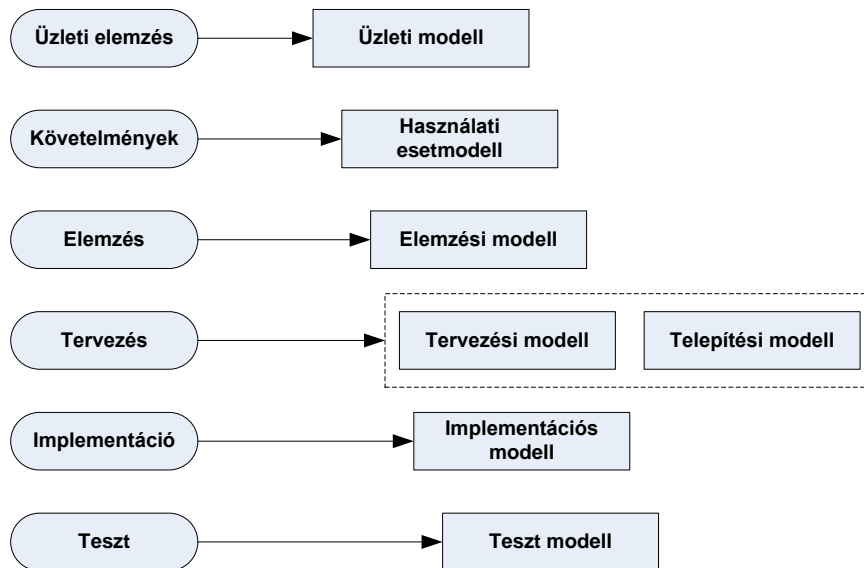 Üzleti elemzés
Üzleti modell
Követelmények
Használati
esetmodell
Elemzés
Elemzési modell
Tervezés
Tervezési modell
Telepítési modell
Implementáció
Implementációs
modell
Teszt
Teszt modell